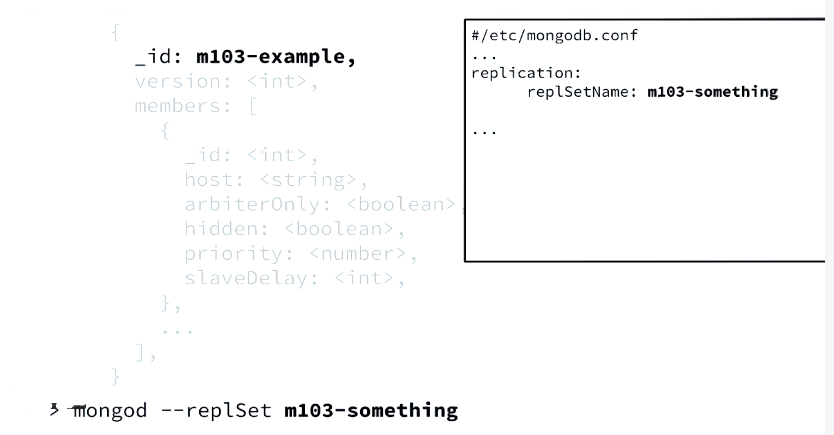 {
_id: m103-example,
version: <int>,
members: [
{
_id: <int>,
host: <string>,
arbiterOnly: <boolean>,
hidden: <boolean>,
priority: <number>,
slaveDelay: <int>,
},
...
],
}
#/etc/mongodb.conf
...
replication:
replSetName: m103-something
...
mongod --replSet m103-something